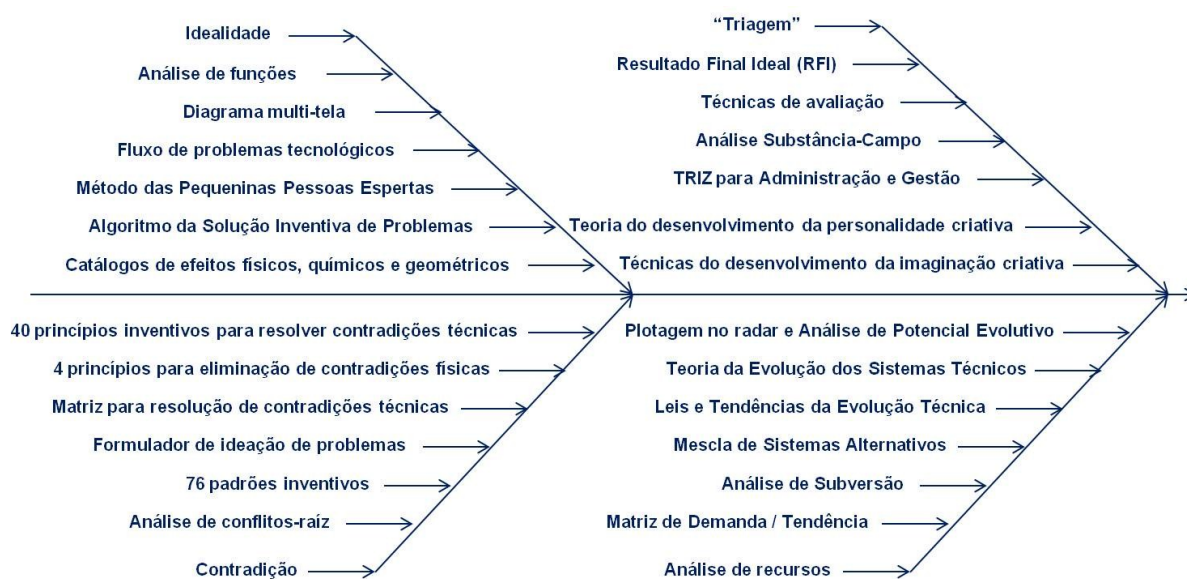 Idealidade
Análise de funções
Diagrama multi-tela
Fluxo de problemas tecnológicos
Método das Pequeninas Pessoas Espertas
Algoritmo da Solução Inventiva de Problemas
Catálogos de efeitos físicos, químicos e geométricos
“Triagem”
Resultado Final Ideal (RFI)
Técnicas de avaliação
Análise Substância-Campo
TRIZ para Administração e Gestão
Teoria do desenvolvimento da personalidade criativa
Técnicas do desenvolvimento da imaginação criativa
40 princípios inventivos para resolver contradições técnicas
4 princípios para eliminação de contradições físicas
Matriz para resolução de contradições técnicas
Formulador de ideação de problemas
76 padrões inventivos
Análise de conflitos-raíz
Contradição
Plotagem no radar e Análise de Potencial Evolutivo
Teoria da Evolução dos Sistemas Técnicos
Leis e Tendências da Evolução Técnica
Mescla de Sistemas Alternativos
Análise de Subversão
Matriz de Demanda / Tendência
Análise de recursos